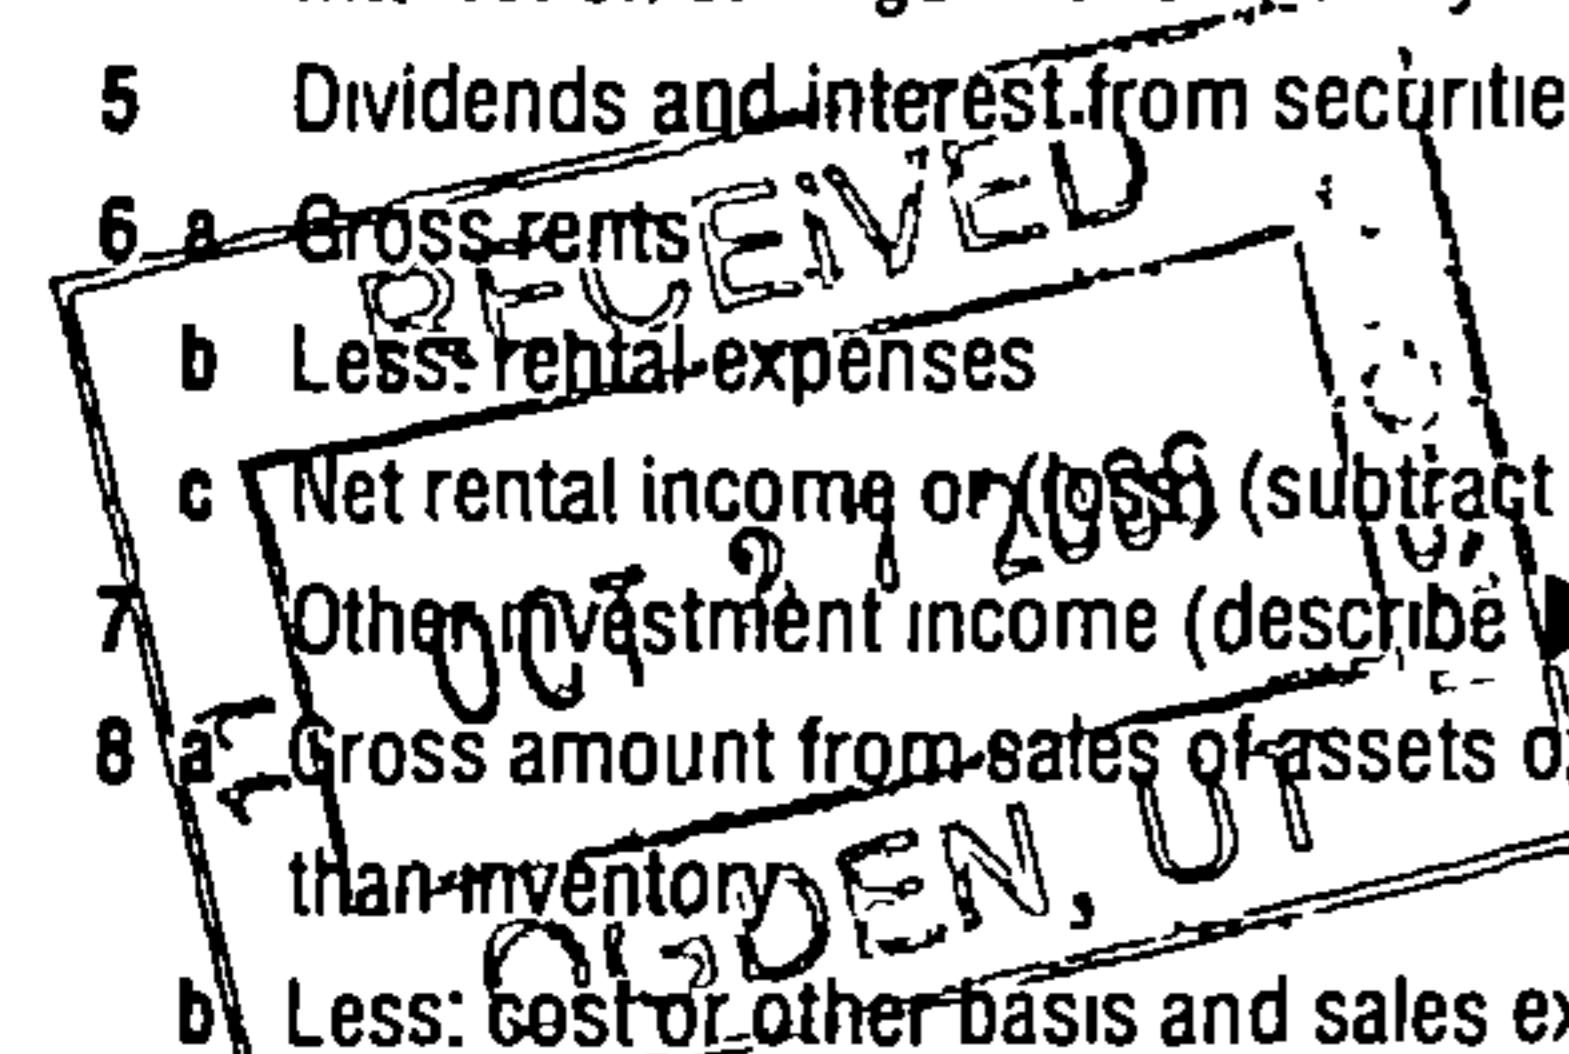 5 Dividends and interest from securitie
6 a Gross rents
RECEIVED
b Less: rental expenses
c Net rental income or (loss) (subtract
OCT 21 2006
7 Other investment income (describe
8 a Gross amount from sales of assets o
than inventory
OGDEN, UT
b Less: cost or other basis and sales ex